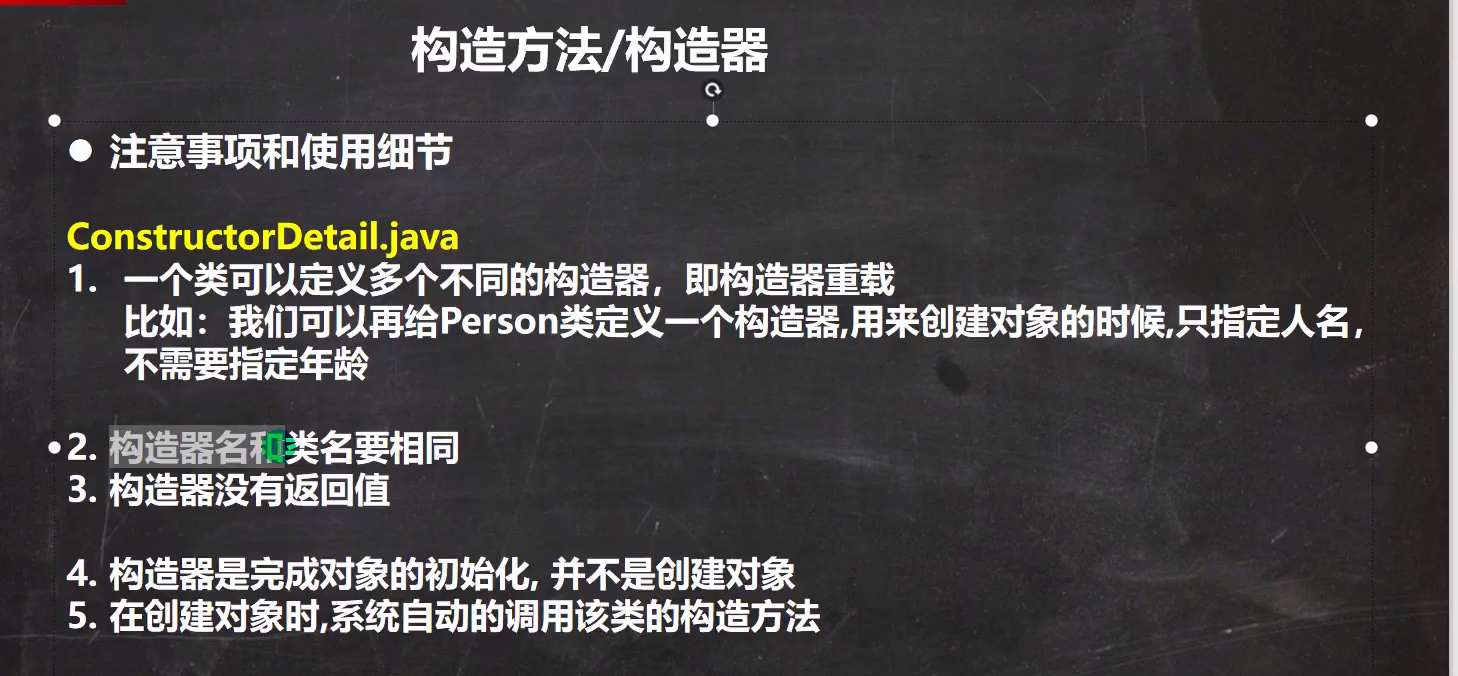 构造方法/构造器
● 注意事项和使用细节
ConstructorDetail.java
1. 一个类可以定义多个不同的构造器，即构造器重载
比如：我们可以再给Person类定义一个构造器,用来创建对象的时候,只指定人名，
不需要指定年龄
2. 构造器名和类名要相同
3. 构造器没有返回值
4. 构造器是完成对象的初始化, 并不是创建对象
5. 在创建对象时,系统自动的调用该类的构造方法